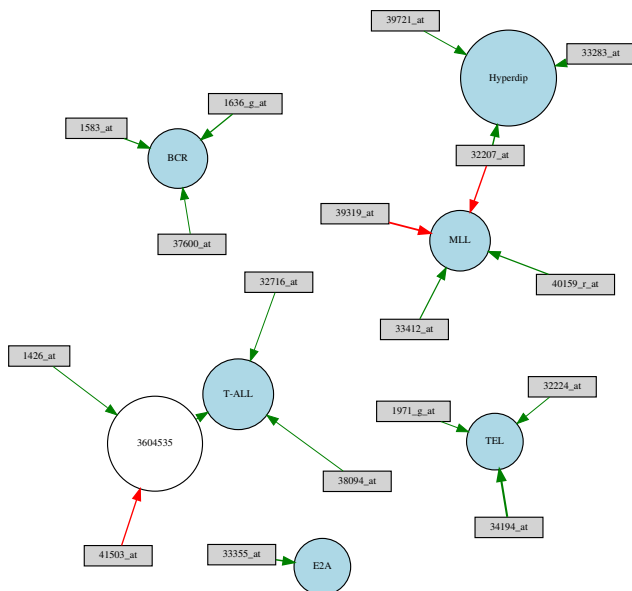 39721_at
33283_at
Hyperdip
1636_g_at
1583_at
BCR
32207_at
39319_at
MLL
37600_at
32716_at
40159_r_at
33412_at
1426_at
T-ALL
32224_at
1971_g_at
3604535
TEL
38094_at
34194_at
41503_at
33355_at
E2A